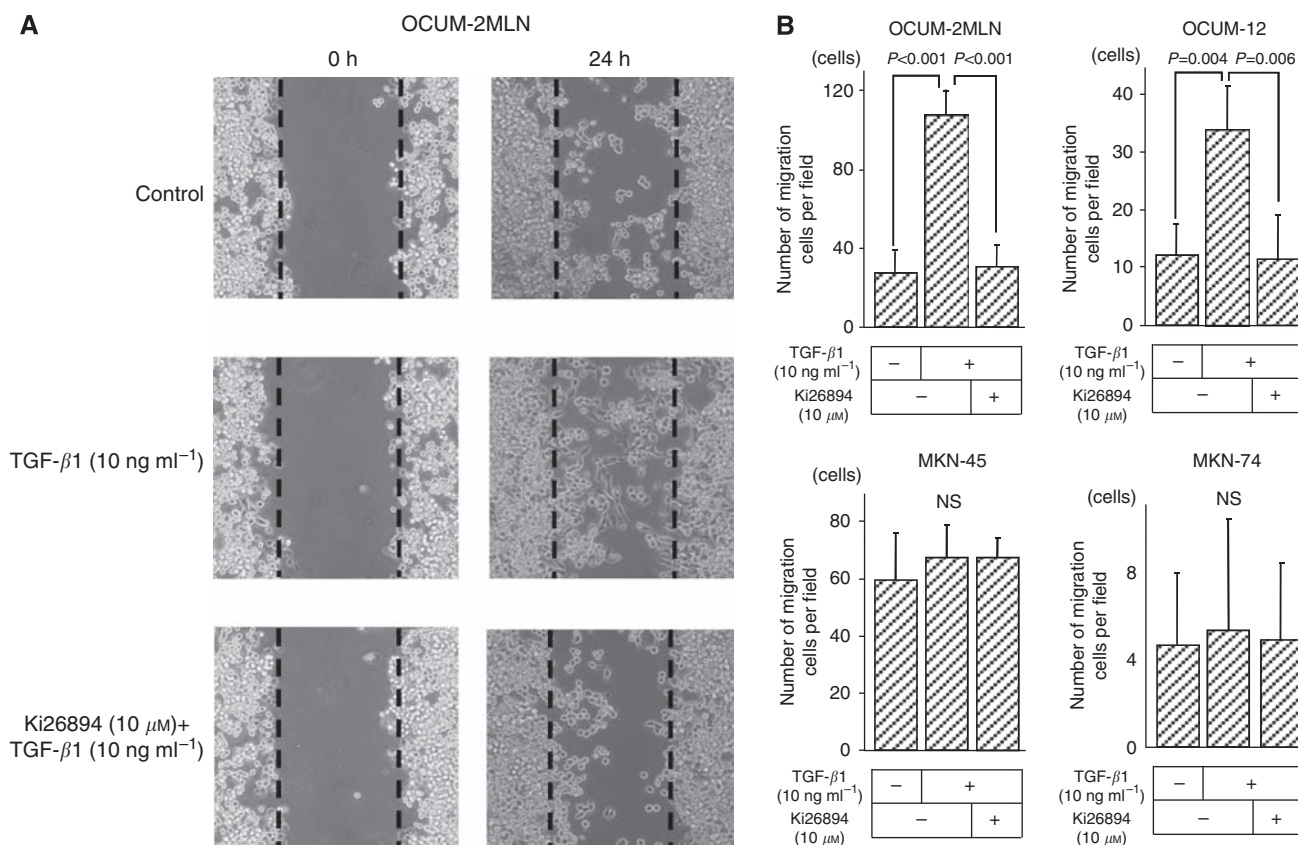 A
OCUM-2MLN
0 h
24 h
Control
TGF-β1 (10 ng ml⁻¹)
Ki26894 (10 μM)+
TGF-β1 (10 ng ml⁻¹)
B
OCUM-2MLN
(cells)
P<0.001
P<0.001
Number of migration
cells per field
120
80
40
0
TGF-β1
(10 ng ml⁻¹)
− +
Ki26894
(10 μM)
− +
OCUM-12
(cells)
P=0.004
P=0.006
Number of migration
cells per field
40
30
20
10
0
TGF-β1
(10 ng ml⁻¹)
− +
Ki26894
(10 μM)
− +
MKN-45
(cells)
NS
Number of migration
cells per field
80
60
40
20
0
TGF-β1
(10 ng ml⁻¹)
− +
Ki26894
(10 μM)
− +
MKN-74
(cells)
NS
Number of migration
cells per field
8
4
0
TGF-β1
(10 ng ml⁻¹)
− +
Ki26894
(10 μM)
− +